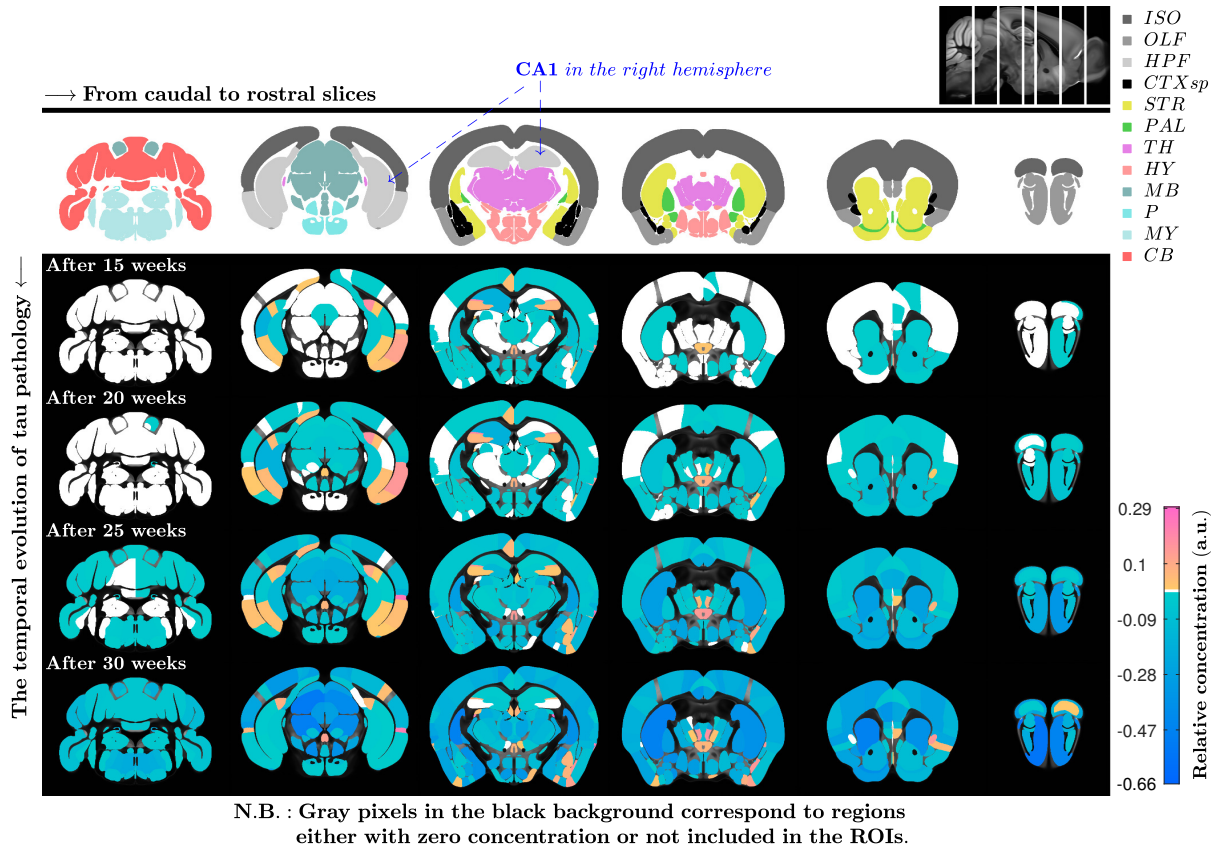 CA1 in the right hemisphere
⟶ From caudal to rostral slices
ISO
OLF
HPF
CTXsp
STR
PAL
TH
HY
MB
P
MY
CB
The temporal evolution of tau pathology ⟵
After 15 weeks
After 20 weeks
After 25 weeks
After 30 weeks
0.29
0.1
-0.09
-0.28
-0.47
-0.66
Relative concentration (a.u.)
N.B. : Gray pixels in the black background correspond to regions
either with zero concentration or not included in the ROIs.